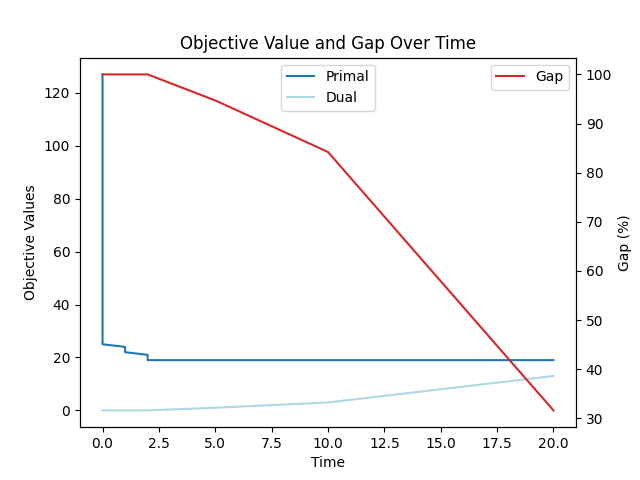 Objective Value and Gap Over Time
Primal
Dual
Gap
Objective Values
120
100
80
60
40
20
0
100
90
80
70
60
50
40
30
Gap (%)
0.0 2.5 5.0 7.5 10.0 12.5 15.0 17.5 20.0
Time